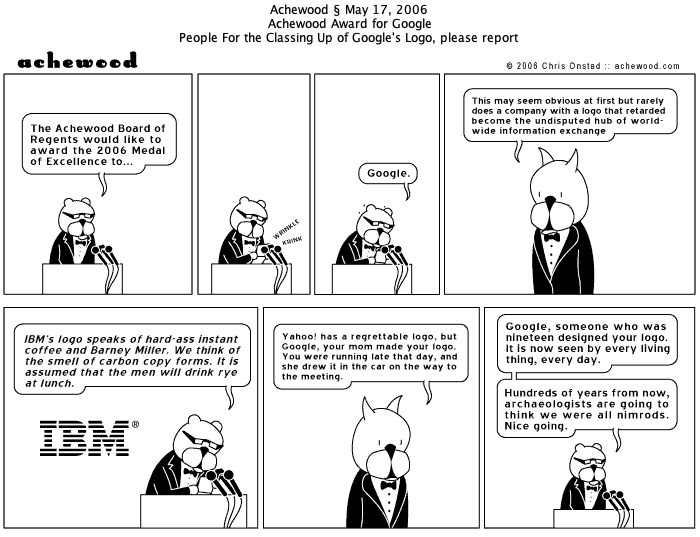 Achewood § May 17, 2006
Achewood Award for Google
People For the Classing Up of Google's Logo, please report
achewood
© 2006 Chris Onstad :: achewood.com
The Achewood Board of
Regents would like to
award the 2006 Medal
of Excellence to...
WRINKLE
KRINK
Google.
This may seem obvious at first but rarely
does a company with a logo that retarded
become the undisputed hub of world-
wide information exchange
IBM's logo speaks of hard-ass instant
coffee and Barney Miller. We think of
the smell of carbon copy forms. It is
assumed that the men will drink rye
at lunch.
IBM®
Yahoo! has a regrettable logo, but
Google, your mom made your logo.
You were running late that day, and
she drew it in the car on the way to
the meeting.
Google, someone who was
nineteen designed your logo.
It is now seen by every living
thing, every day.
Hundreds of years from now,
archaeologists are going to
think we were all nimrods.
Nice going.